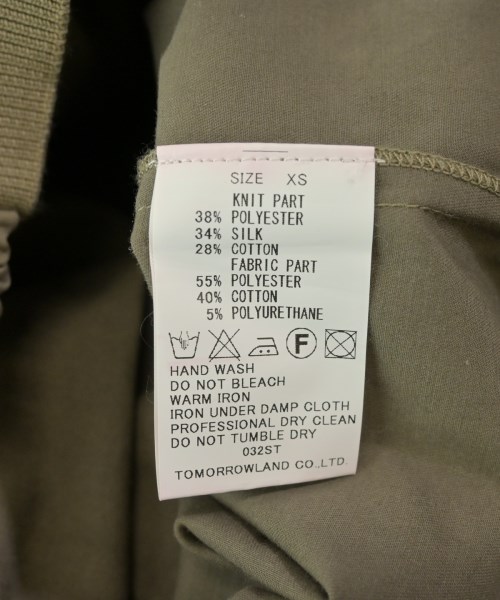 SIZE XS
KNIT PART
38% POLYESTER
34% SILK
28% COTTON
FABRIC PART
55% POLYESTER
40% COTTON
5% POLYURETHANE
F
HAND WASH
DO NOT BLEACH
WARM IRON
IRON UNDER DAMP CLOTH
PROFESSIONAL DRY CLEAN
DO NOT TUMBLE DRY
032ST
TOMORROWLAND CO.,LTD.